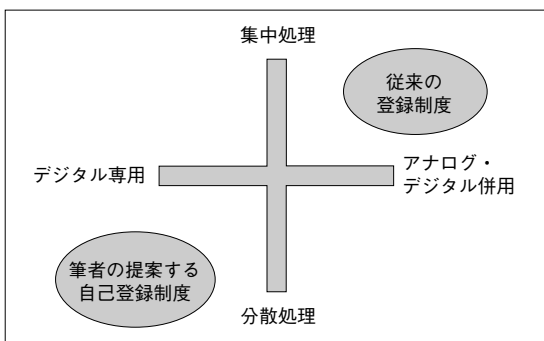 集中処理
従来の
登録制度
デジタル専用
アナログ・
デジタル併用
筆者の提案する
自己登録制度
分散処理